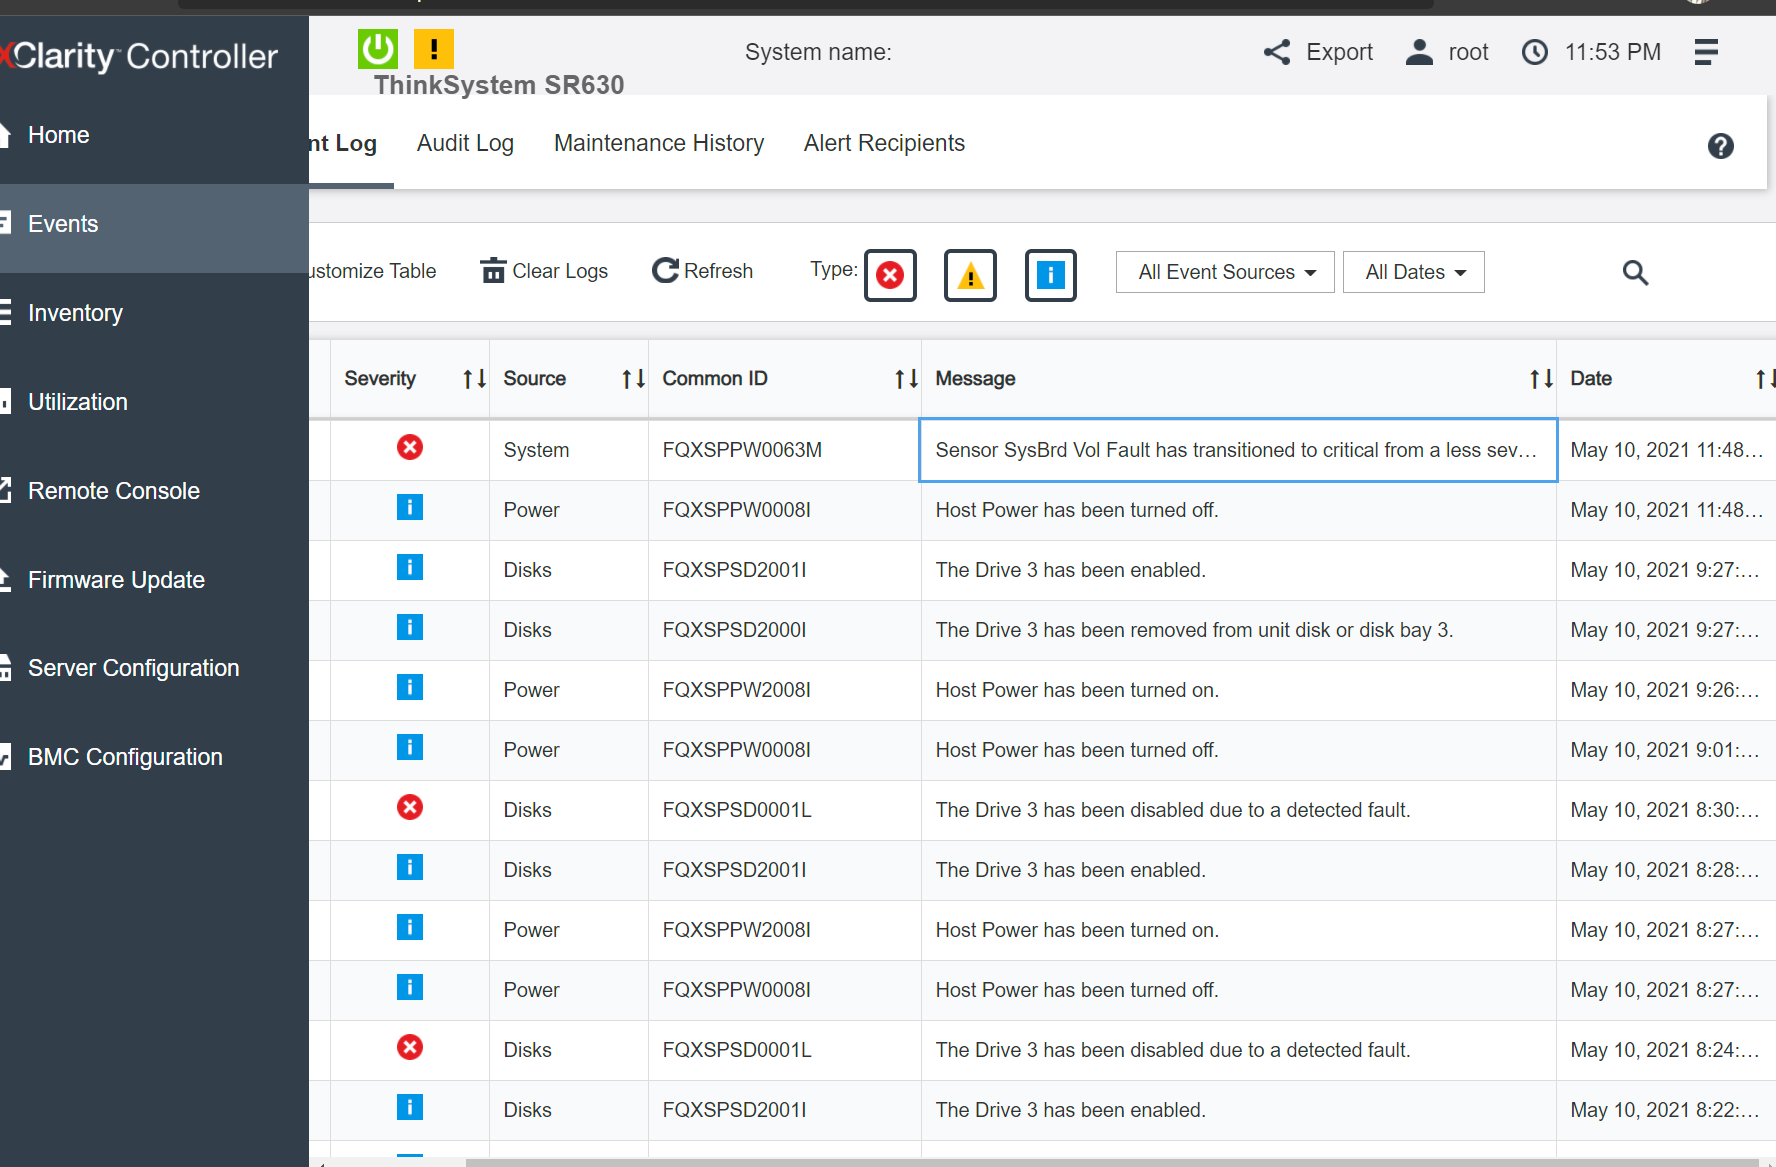 XClarity Controller
ThinkSystem SR630
System name:
Export
root
11:53 PM
Home
Events
Inventory
Utilization
Remote Console
Firmware Update
Server Configuration
BMC Configuration
nt Log
Audit Log
Maintenance History
Alert Recipients
ustomize Table
Clear Logs
Refresh
Type:
All Event Sources
All Dates
Severity Source Common ID Message Date
System FQXSPPW0063M Sensor SysBrd Vol Fault has transitioned to critical from a less sev… May 10, 2021 11:48…
Power FQXSPPW0008I Host Power has been turned off. May 10, 2021 11:48…
Disks FQXSPSD2001I The Drive 3 has been enabled. May 10, 2021 9:27:…
Disks FQXSPSD2000I The Drive 3 has been removed from unit disk or disk bay 3. May 10, 2021 9:27:…
Power FQXSPPW2008I Host Power has been turned on. May 10, 2021 9:26:…
Power FQXSPPW0008I Host Power has been turned off. May 10, 2021 9:01:…
Disks FQXSPSD0001L The Drive 3 has been disabled due to a detected fault. May 10, 2021 8:30:…
Disks FQXSPSD2001I The Drive 3 has been enabled. May 10, 2021 8:28:…
Power FQXSPPW2008I Host Power has been turned on. May 10, 2021 8:27:…
Power FQXSPPW0008I Host Power has been turned off. May 10, 2021 8:27:…
Disks FQXSPSD0001L The Drive 3 has been disabled due to a detected fault. May 10, 2021 8:24:…
Disks FQXSPSD2001I The Drive 3 has been enabled. May 10, 2021 8:22:…